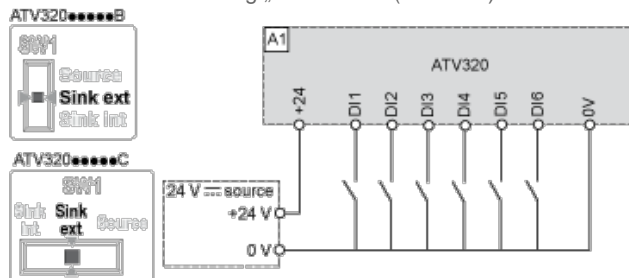 ATV320●●●●●B
SW1
Source
Sink ext
Sink int
ATV320●●●●●C
SW1
Sink int
Sink ext
Source
A1
ATV320
+24
DI1
DI2
DI3
DI4
DI5
DI6
0V
24 V ⎓ source
+24 V
0 V